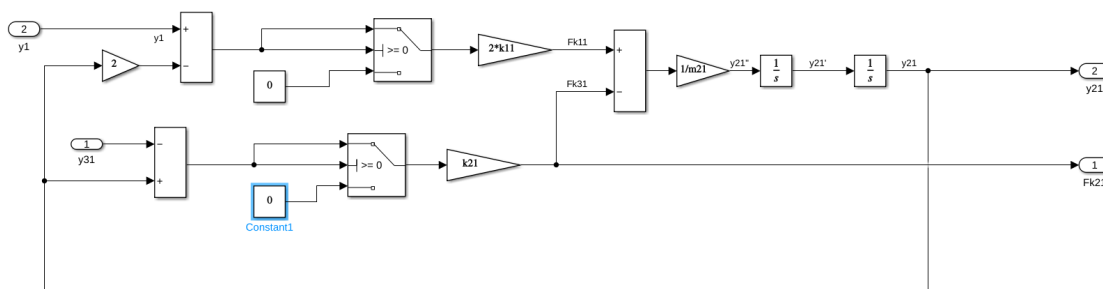 2
y1
y1
+
−
2
>= 0
0
2*k11
Fk11
+
Fk31
−
1/m21
y21''
1
s
y21'
1
s
y21
2
y21
1
y31
−
+
>= 0
0
Constant1
k21
1
Fk21